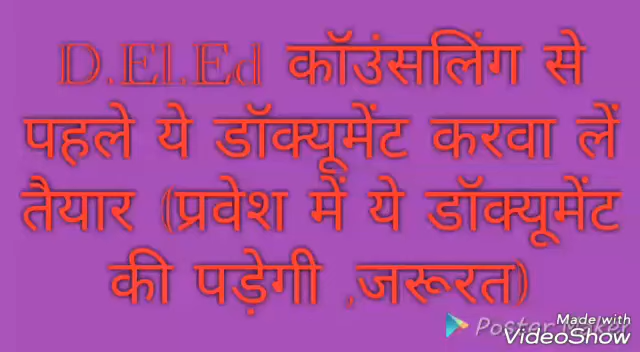 D.El.Ed कॉउंसलिंग से
पहले ये डॉक्यूमेंट करवा लें
तैयार (प्रवेश में ये डॉक्यूमेंट
की पड़ेगी ,जरूरत)
Made with
Poster Maker
VideoShow